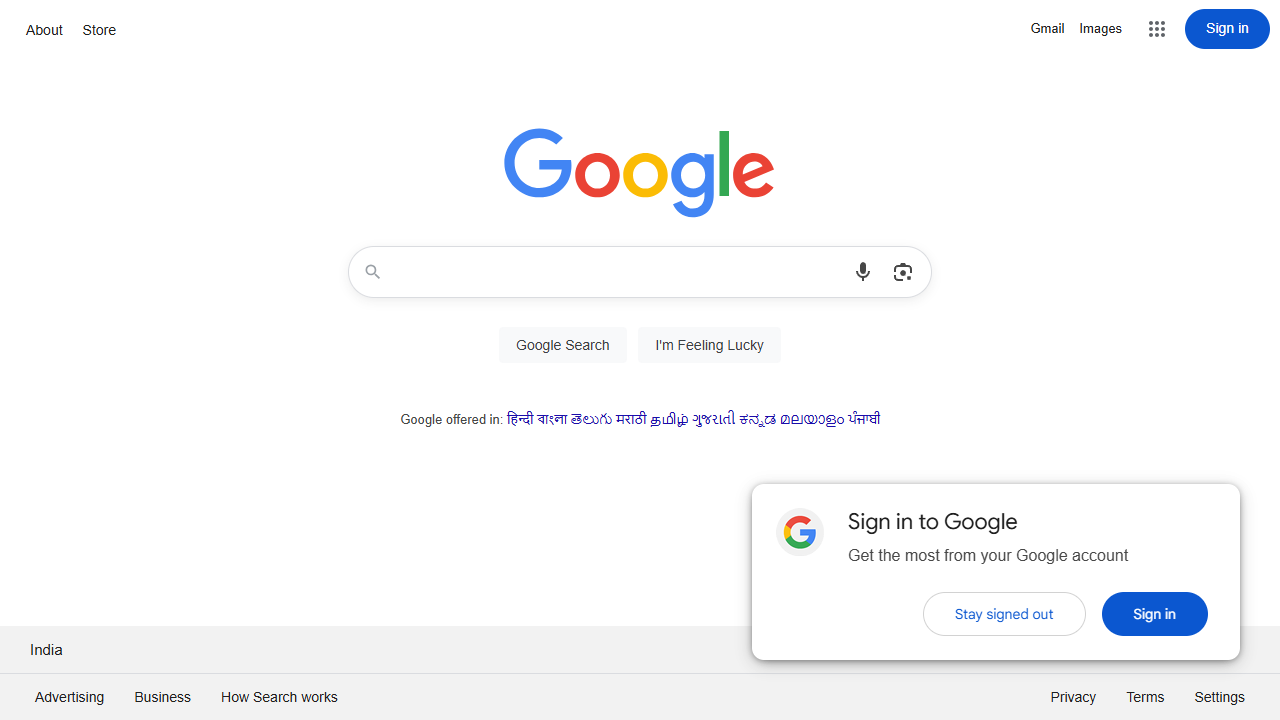 About Store Gmail Images Sign in
Google
Google Search I'm Feeling Lucky
Google offered in: हिन्दी বাংলা తెలుగు मराठी தமிழ் ગુજરાતી ಕನ್ನಡ മലയാളം ਪੰਜਾਬੀ
Sign in to Google
Get the most from your Google account
Stay signed out Sign in
India
Advertising Business How Search works Privacy Terms Settings